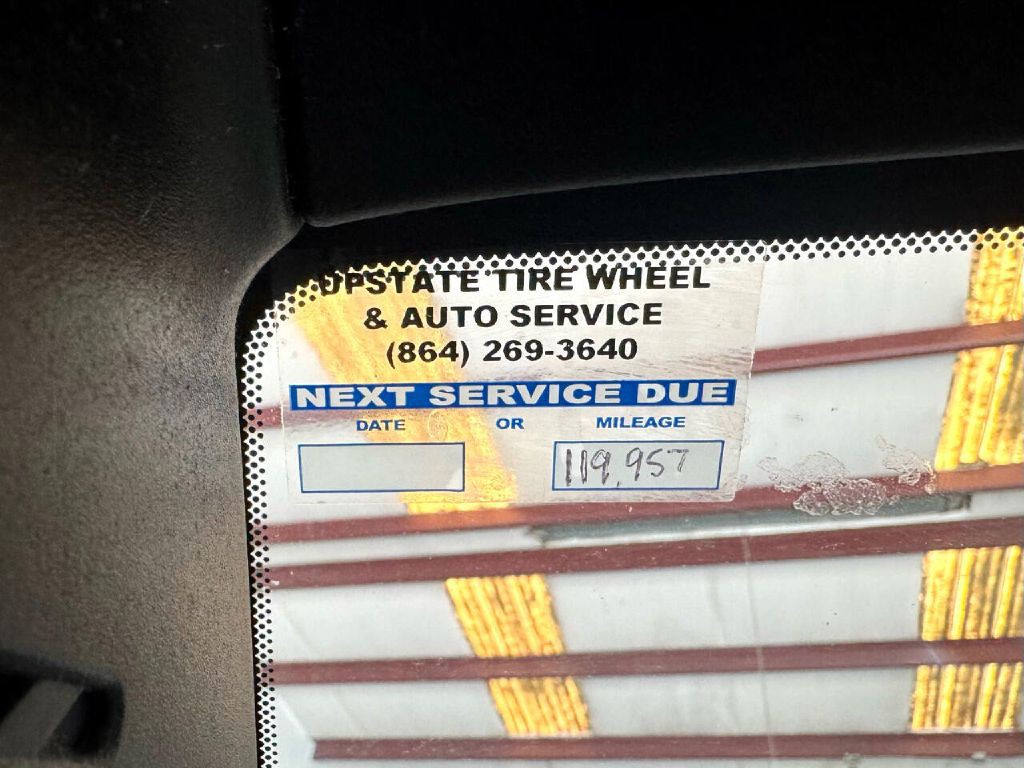 UPSTATE TIRE WHEEL
& AUTO SERVICE
(864) 269-3640
NEXT SERVICE DUE
DATE OR MILEAGE
119,957